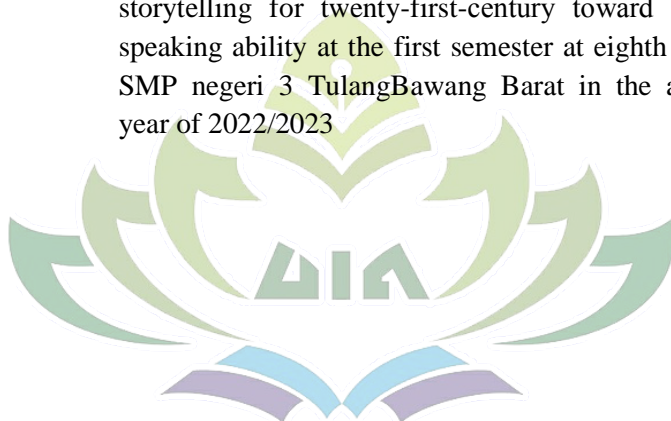 storytelling for twenty-first-century toward
speaking ability at the first semester at eighth
SMP negeri 3 TulangBawang Barat in the
year of 2022/2023
UIN